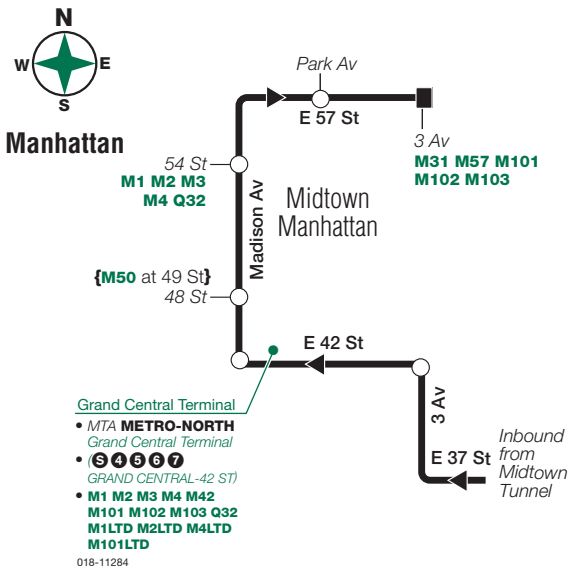 N
W
E
S
Manhattan
Park Av
E 57 St
3 Av
M31 M57 M101
M102 M103
54 St
M1 M2 M3
M4 Q32
Midtown
Manhattan
Madison Av
{M50 at 49 St}
48 St
E 42 St
3 Av
E 37 St
Inbound
from
Midtown
Tunnel
Grand Central Terminal
• MTA METRO-NORTH
Grand Central Terminal
• (S 4 5 6 7
GRAND CENTRAL-42 ST)
• M1 M2 M3 M4 M42
M101 M102 M103 Q32
M1LTD M2LTD M4LTD
M101LTD
018-11284